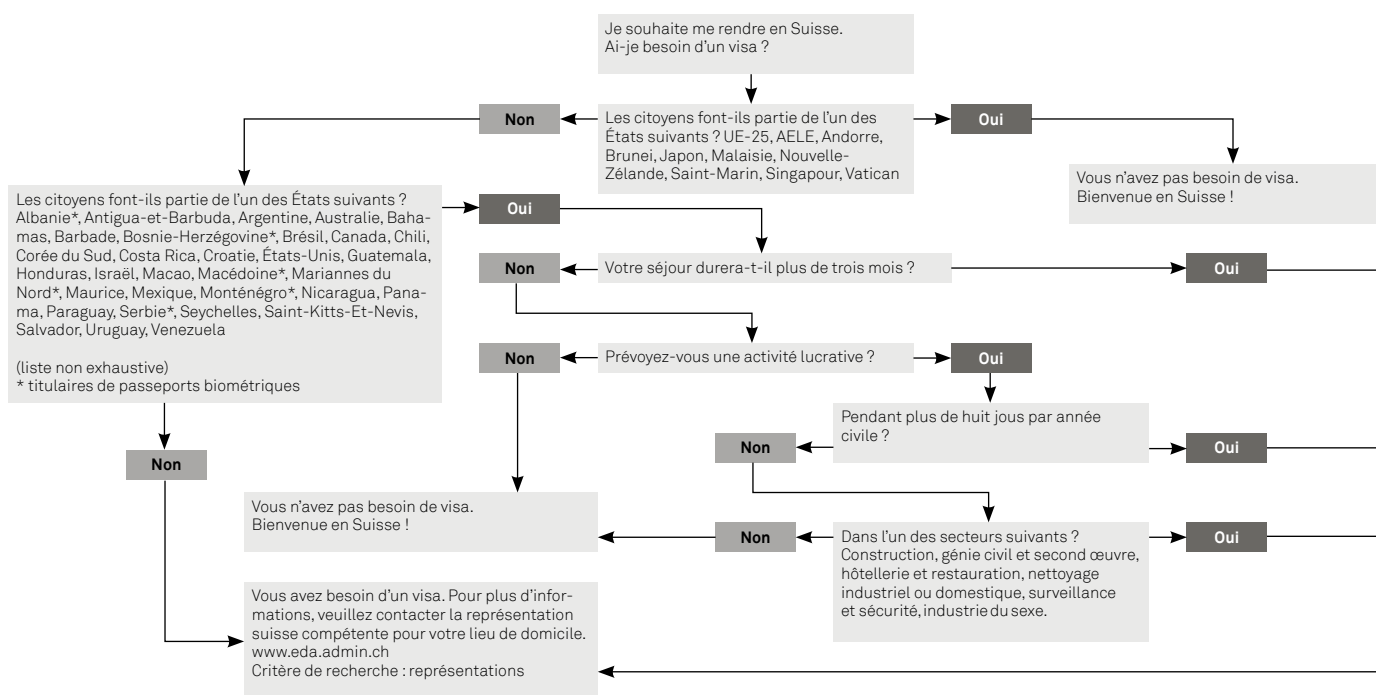 Je souhaite me rendre en Suisse.
Ai-je besoin d'un visa ?
Non
Les citoyens font-ils partie de l'un des
États suivants ? UE-25, AELE, Andorre,
Brunei, Japon, Malaisie, Nouvelle-
Zélande, Saint-Marin, Singapour, Vatican
Oui
Vous n'avez pas besoin de visa.
Bienvenue en Suisse !
Les citoyens font-ils partie de l'un des États suivants ?
Albanie*, Antigua-et-Barbuda, Argentine, Australie, Baha-
mas, Barbade, Bosnie-Herzégovine*, Brésil, Canada, Chili,
Corée du Sud, Costa Rica, Croatie, États-Unis, Guatemala,
Honduras, Israël, Macao, Macédoine*, Mariannes du
Nord*, Maurice, Mexique, Monténégro*, Nicaragua, Pana-
ma, Paraguay, Serbie*, Seychelles, Saint-Kitts-Et-Nevis,
Salvador, Uruguay, Venezuela
(liste non exhaustive)
* titulaires de passeports biométriques
Oui
Non
Votre séjour durera-t-il plus de trois mois ?
Oui
Non
Prévoyez-vous une activité lucrative ?
Oui
Pendant plus de huit jous par année
civile ?
Non
Oui
Non
Vous n'avez pas besoin de visa.
Bienvenue en Suisse !
Non
Dans l'un des secteurs suivants ?
Construction, génie civil et second œuvre,
hôtellerie et restauration, nettoyage
industriel ou domestique, surveillance
et sécurité, industrie du sexe.
Oui
Vous avez besoin d'un visa. Pour plus d'infor-
mations, veuillez contacter la représentation
suisse compétente pour votre lieu de domicile.
www.eda.admin.ch
Critère de recherche : représentations